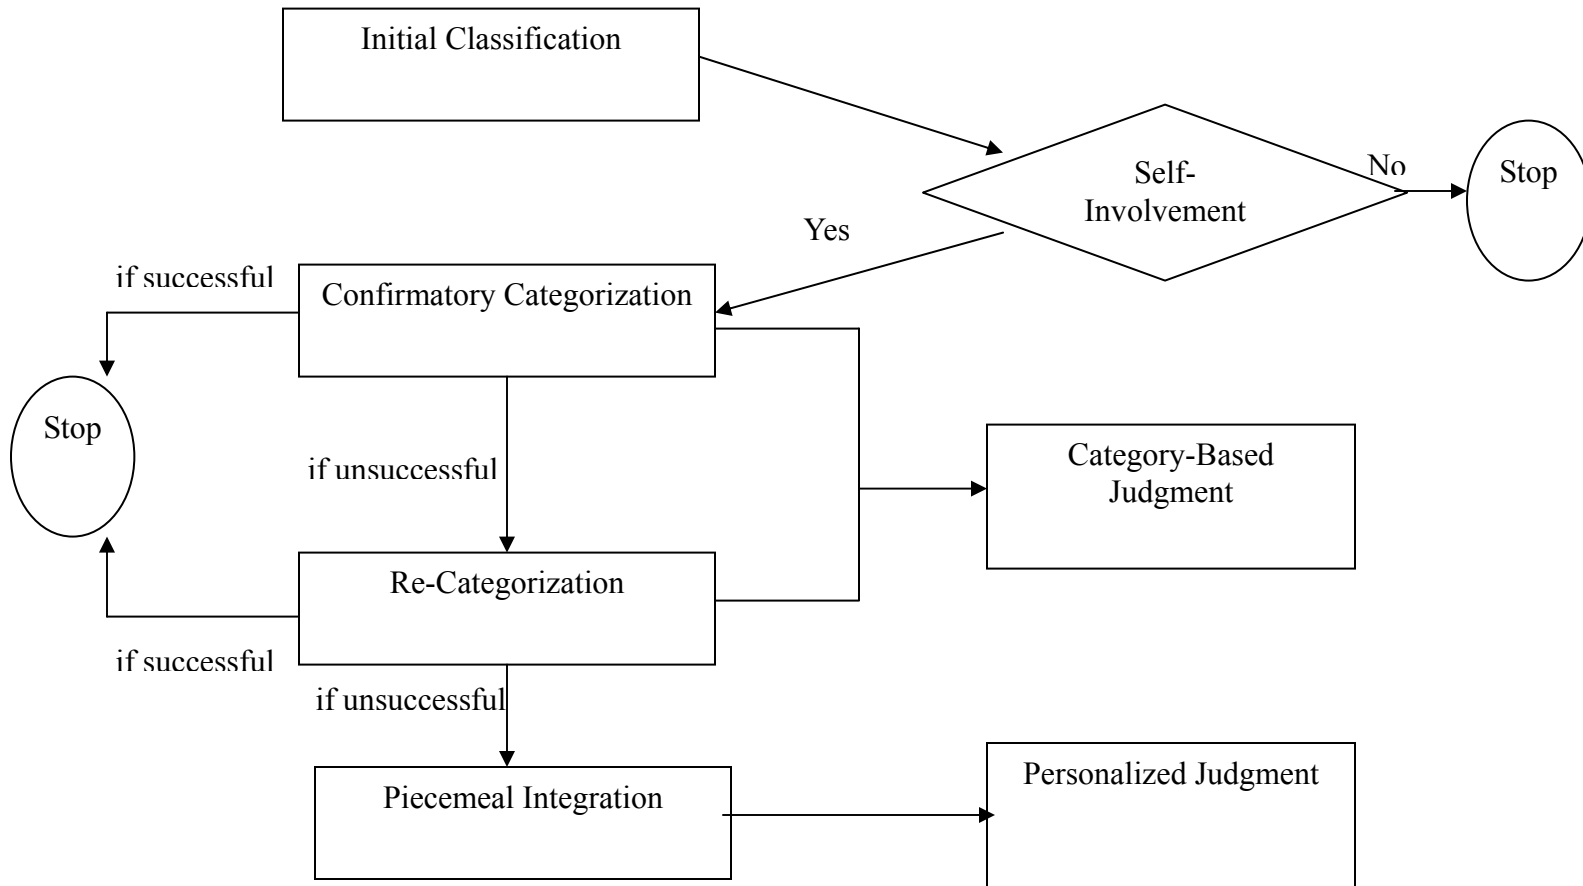 Initial Classification
Self-
Involvement
No
Stop
Yes
if successful
Confirmatory Categorization
Stop
if unsuccessful
Category-Based
Judgment
Re-Categorization
if successful
if unsuccessful
Piecemeal Integration
Personalized Judgment